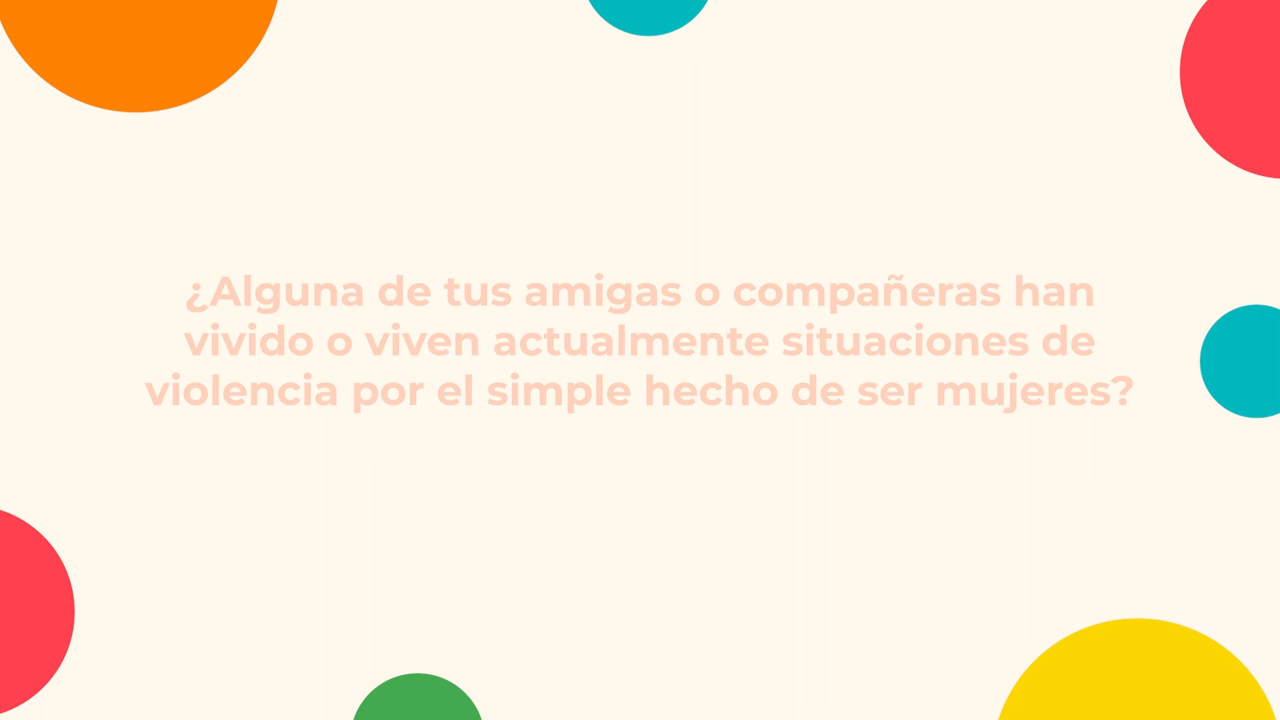 ¿Alguna de tus amigas o compañeras han
vivido o viven actualmente situaciones de
violencia por el simple hecho de ser mujeres?